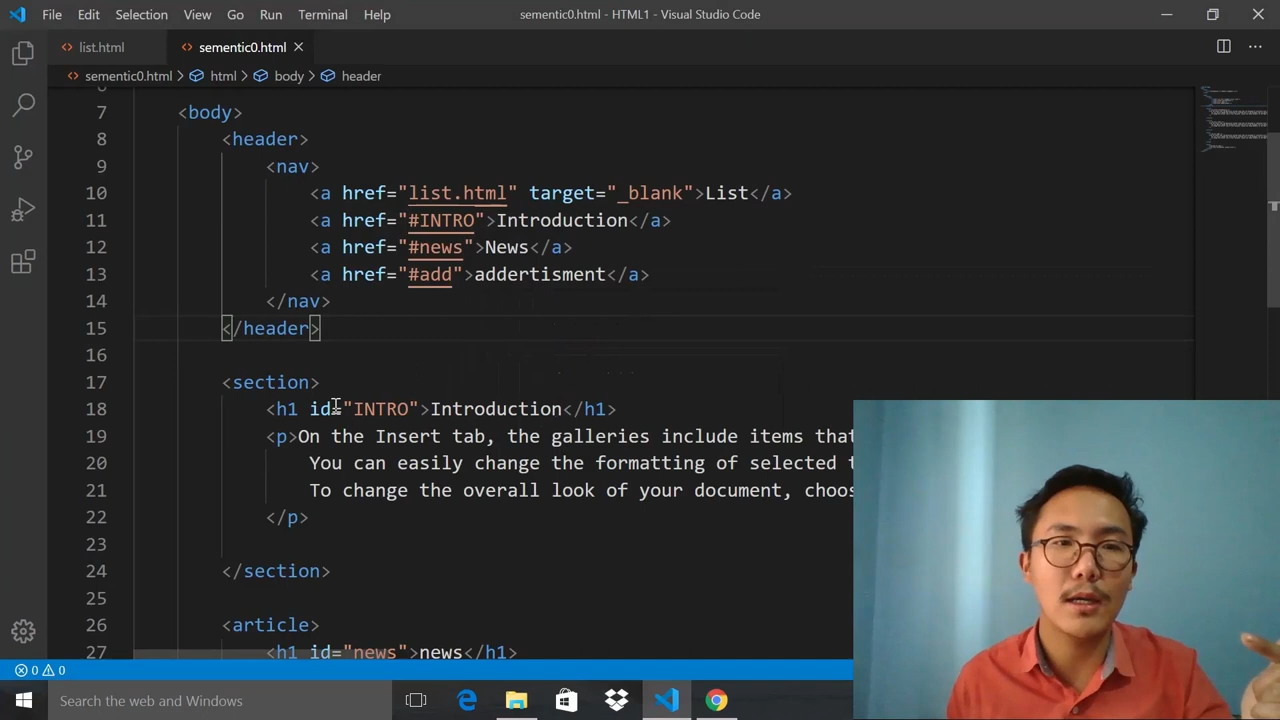 File Edit Selection View Go Run Terminal Help sementic0.html - HTML1 - Visual Studio Code
list.html sementic0.html
sementic0.html > html > body > header
7 <body>
8 <header>
9 <nav>
10 <a href="list.html" target="_blank">List</a>
11 <a href="#INTRO">Introduction</a>
12 <a href="#news">News</a>
13 <a href="#add">addertisment</a>
14 </nav>
15 </header>
16
17 <section>
18 <h1 id="INTRO">Introduction</h1>
19 <p>On the Insert tab, the galleries include items that
20 You can easily change the formatting of selected
21 To change the overall look of your document, choos
22 </p>
23
24 </section>
25
26 <article>
27 <h1 id="news">news</h1>
0 0
Search the web and Windows